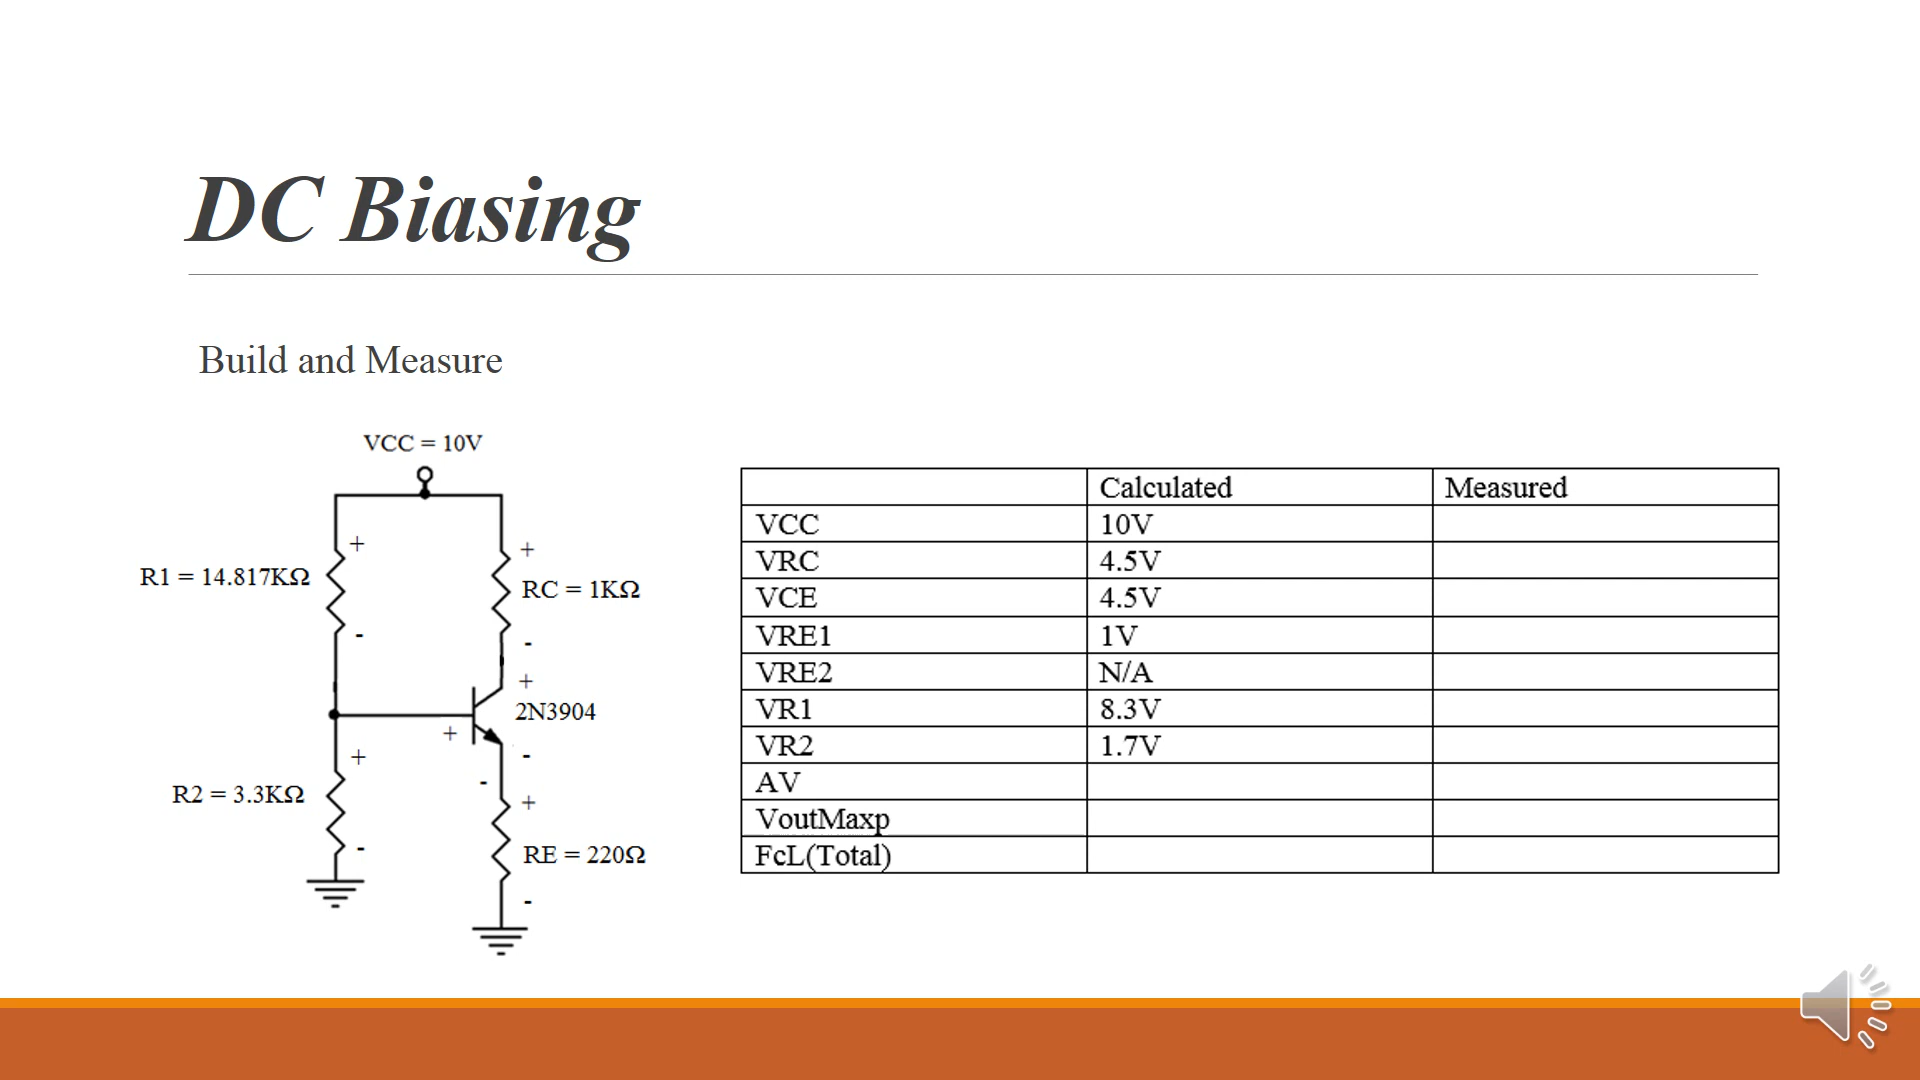 DC Biasing
Build and Measure
VCC = 10V
+
R1 = 14.817KΩ
-
+
RC = 1KΩ
-
+
2N3904
+
-
-
+
R2 = 3.3KΩ
-
+
RE = 220Ω
-
Calculated Measured
VCC 10V
VRC 4.5V
VCE 4.5V
VRE1 1V
VRE2 N/A
VR1 8.3V
VR2 1.7V
AV
VoutMaxp
FcL(Total)